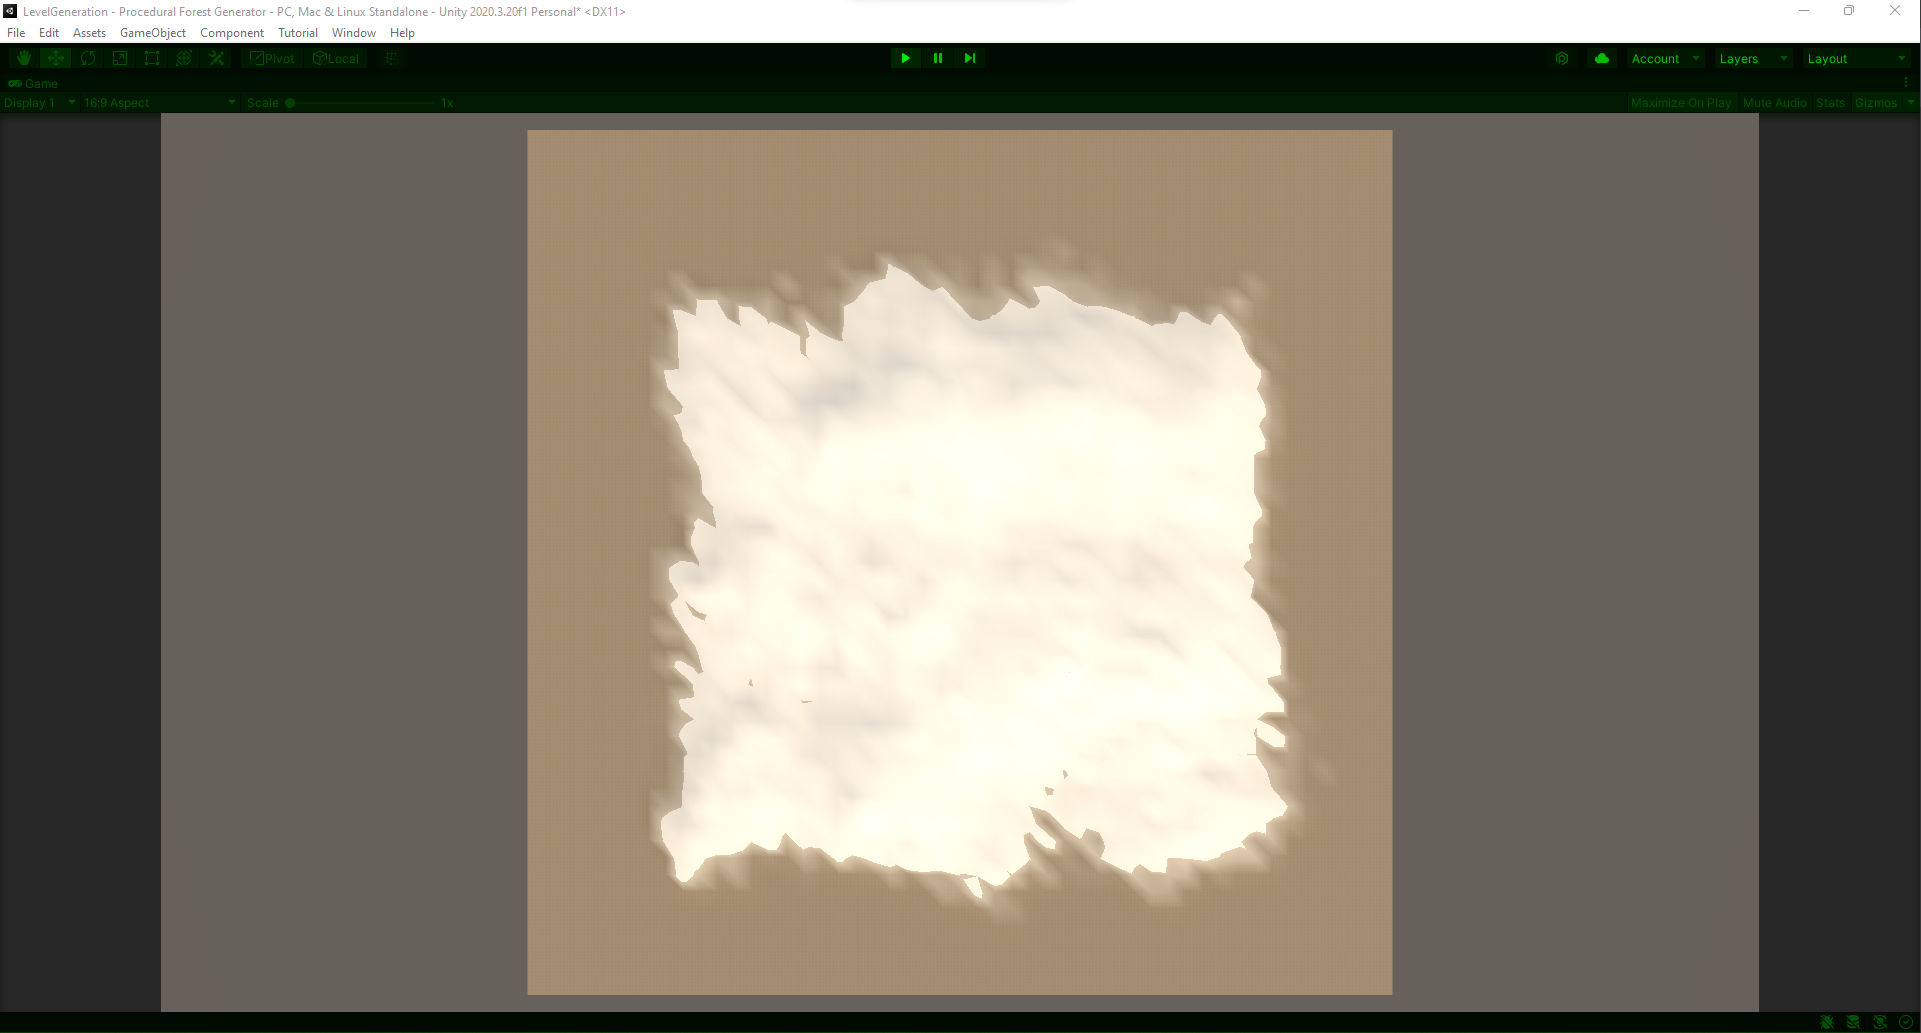 LevelGeneration - Procedural Forest Generator - PC, Mac & Linux Standalone - Unity 2020.3.20f1 Personal* <DX11>
File Edit Assets GameObject Component Tutorial Window Help
Pivot Local Account Layers Layout
Game
Display 1 16:9 Aspect Scale 1x Maximize On Play Mute Audio Stats Gizmos